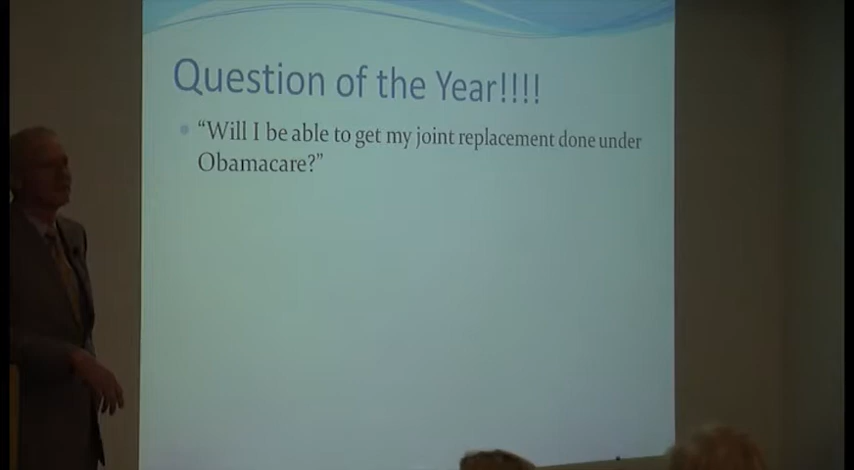 Question of the Year!!!!
“Will I be able to get my joint replacement done under
Obamacare?”